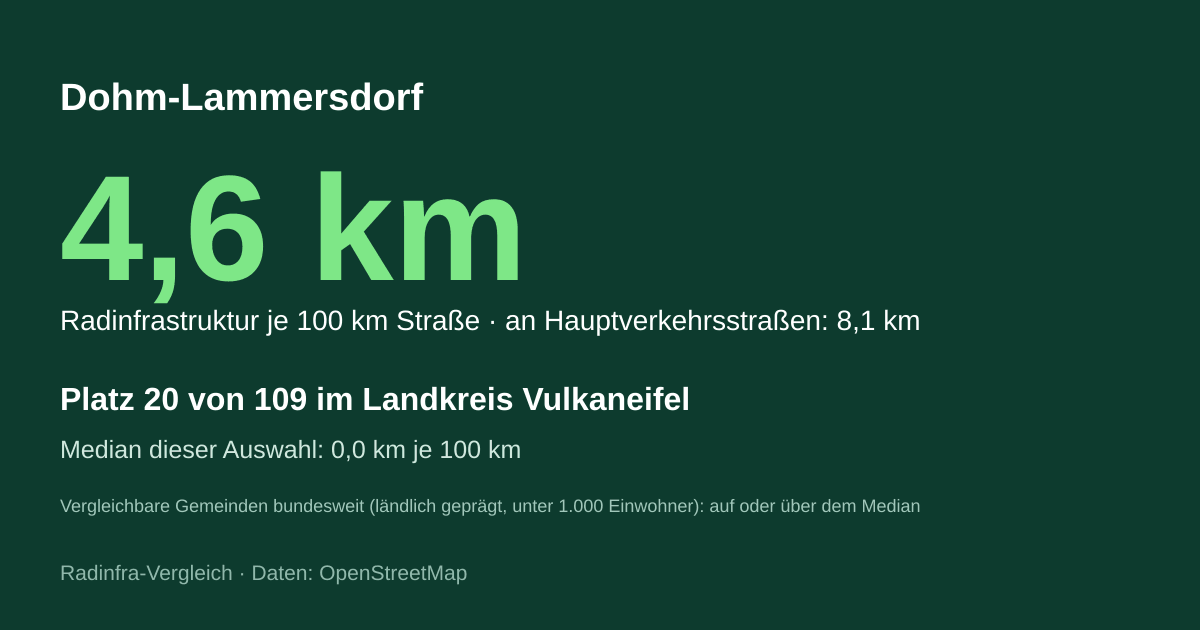 Dohm-Lammersdorf
4,6 km
Radinfrastruktur je 100 km Straße · an Hauptverkehrsstraßen: 8,1 km
Platz 20 von 109 im Landkreis Vulkaneifel
Median dieser Auswahl: 0,0 km je 100 km
Vergleichbare Gemeinden bundesweit (ländlich geprägt, unter 1.000 Einwohner): auf oder über dem Median
Radinfra-Vergleich · Daten: OpenStreetMap